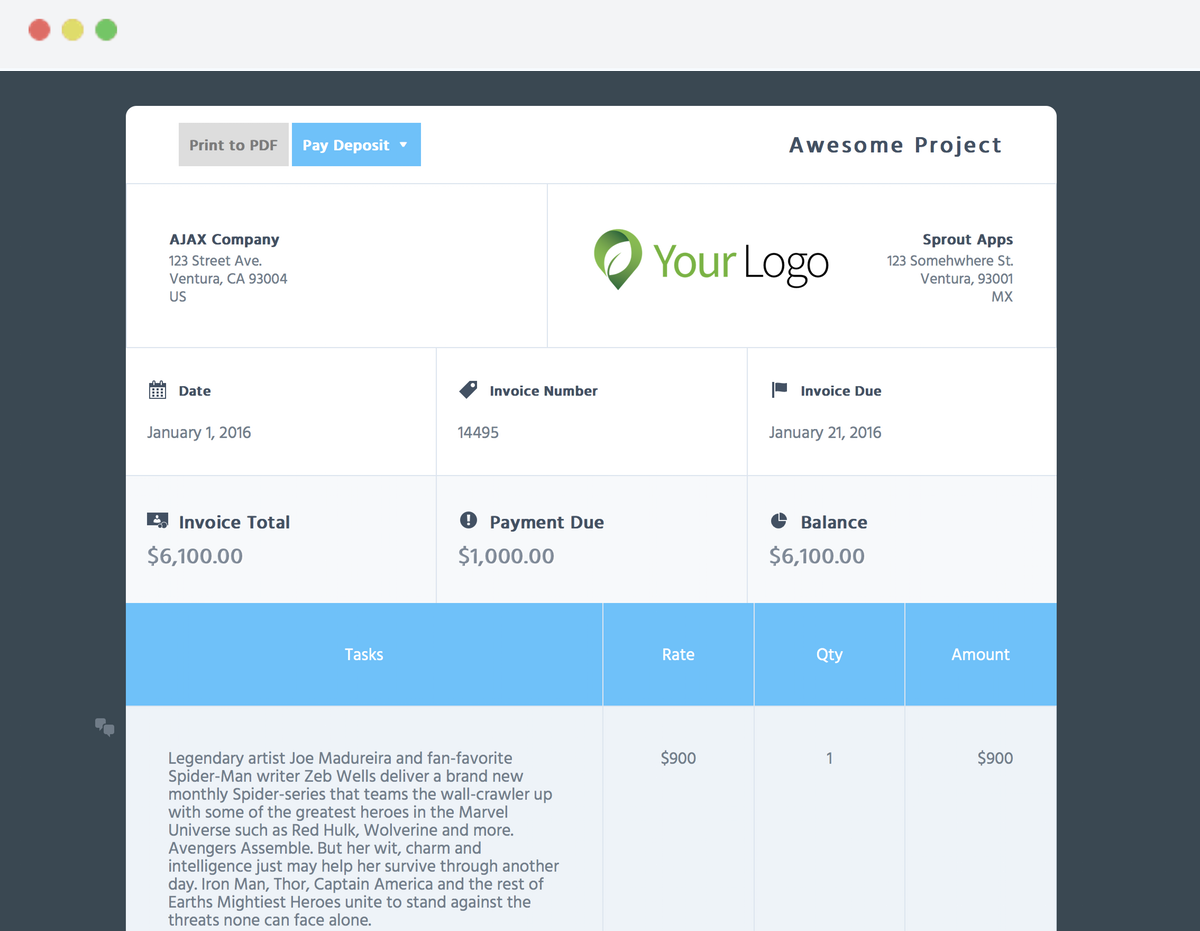 Print to PDF
Pay Deposit
Awesome Project
AJAX Company
123 Street Ave.
Ventura, CA 93004
US
Your Logo
Sprout Apps
123 Somehwhere St.
Ventura, 93001
MX
Date
January 1, 2016
Invoice Number
14495
Invoice Due
January 21, 2016
Invoice Total
$6,100.00
Payment Due
$1,000.00
Balance
$6,100.00
Tasks
Rate
Qty
Amount
Legendary artist Joe Madureira and fan-favorite
Spider-Man writer Zeb Wells deliver a brand new
monthly Spider-series that teams the wall-crawler up
with some of the greatest heroes in the Marvel
Universe such as Red Hulk, Wolverine and more.
Avengers Assemble. But her wit, charm and
intelligence just may help her survive through another
day. Iron Man, Thor, Captain America and the rest of
Earths Mightiest Heroes unite to stand against the
threats none can face alone.
$900
1
$900